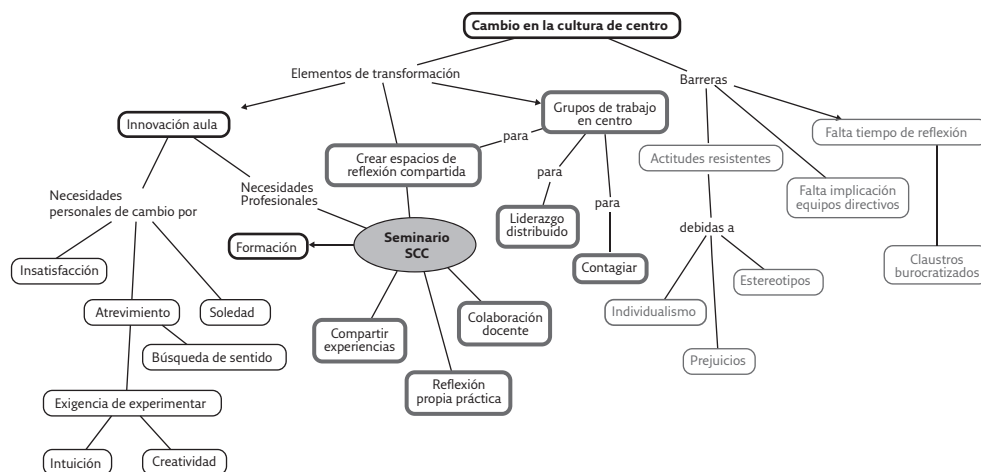 Cambio en la cultura de centro
Elementos de transformación
Barreras
Innovación aula
Grupos de trabajo
en centro
Falta tiempo de reflexión
para
Crear espacios de
reflexión compartida
Actitudes resistentes
Necesidades
Profesionales
para
Necesidades
personales de cambio por
Falta implicación
equipos directivos
para
Liderazgo
distribuido
debidas a
Formación
Seminario
SCC
Insatisfacción
Contagiar
Claustros
burocratizados
Estereotipos
Atrevimiento
Soledad
Individualismo
Colaboración
docente
Compartir
experiencias
Búsqueda de sentido
Prejuicios
Reflexión
propia práctica
Exigencia de experimentar
Intuición
Creatividad